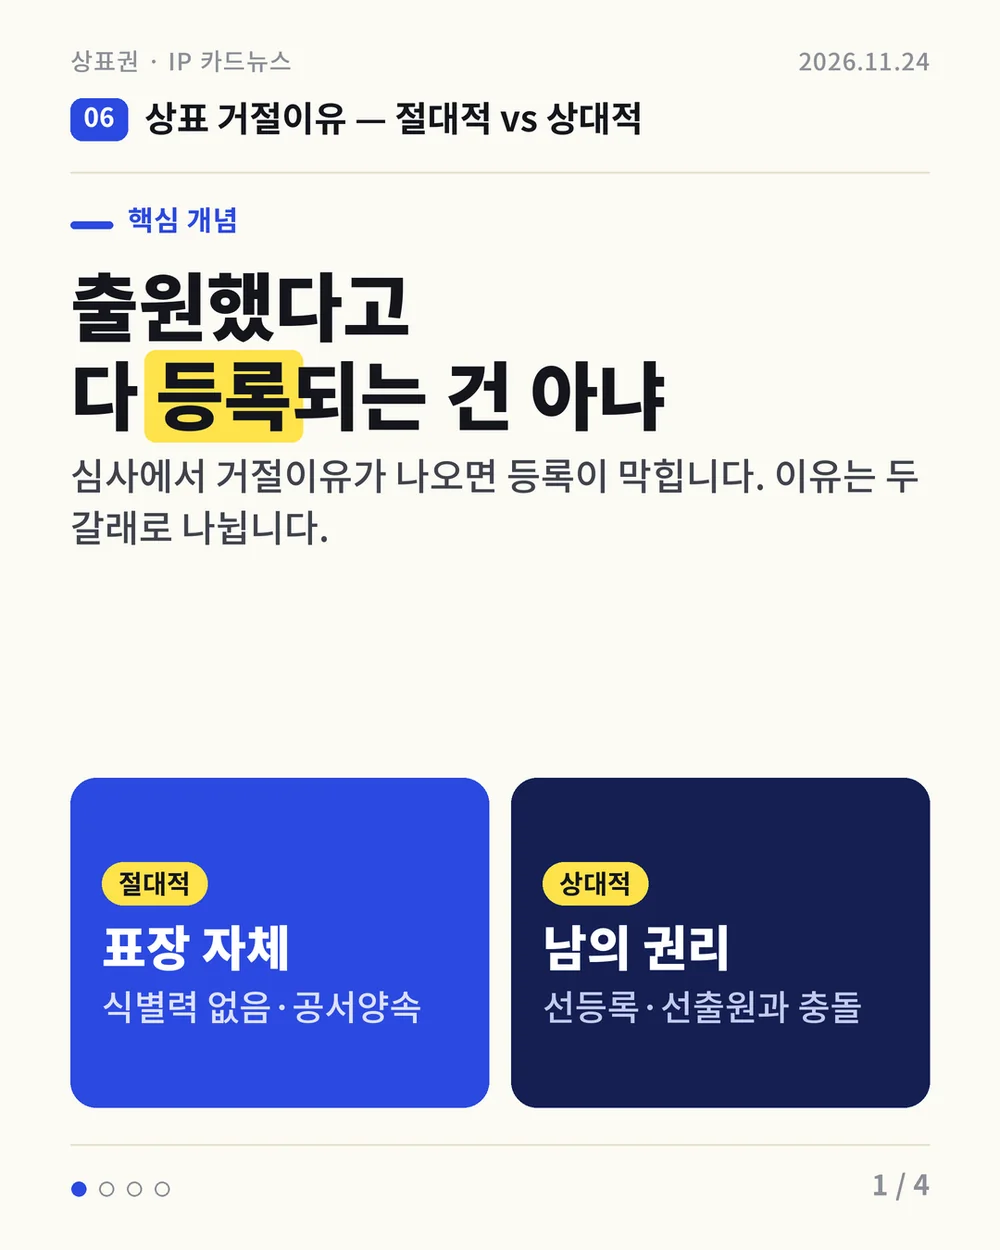 상표권 · IP 카드뉴스
2026.11.24
06 상표 거절이유 — 절대적 vs 상대적
핵심 개념
출원했다고
다 등록되는 건 아냐
심사에서 거절이유가 나오면 등록이 막힙니다. 이유는 두
갈래로 나뉩니다.
절대적
표장 자체
식별력 없음·공서양속
상대적
남의 권리
선등록·선출원과 충돌
1 / 4